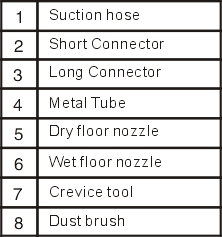 1 Suction hose
2 Short Connector
3 Long Connector
4 Metal Tube
5 Dry floor nozzle
6 Wet floor nozzle
7 Crevice tool
8 Dust brush